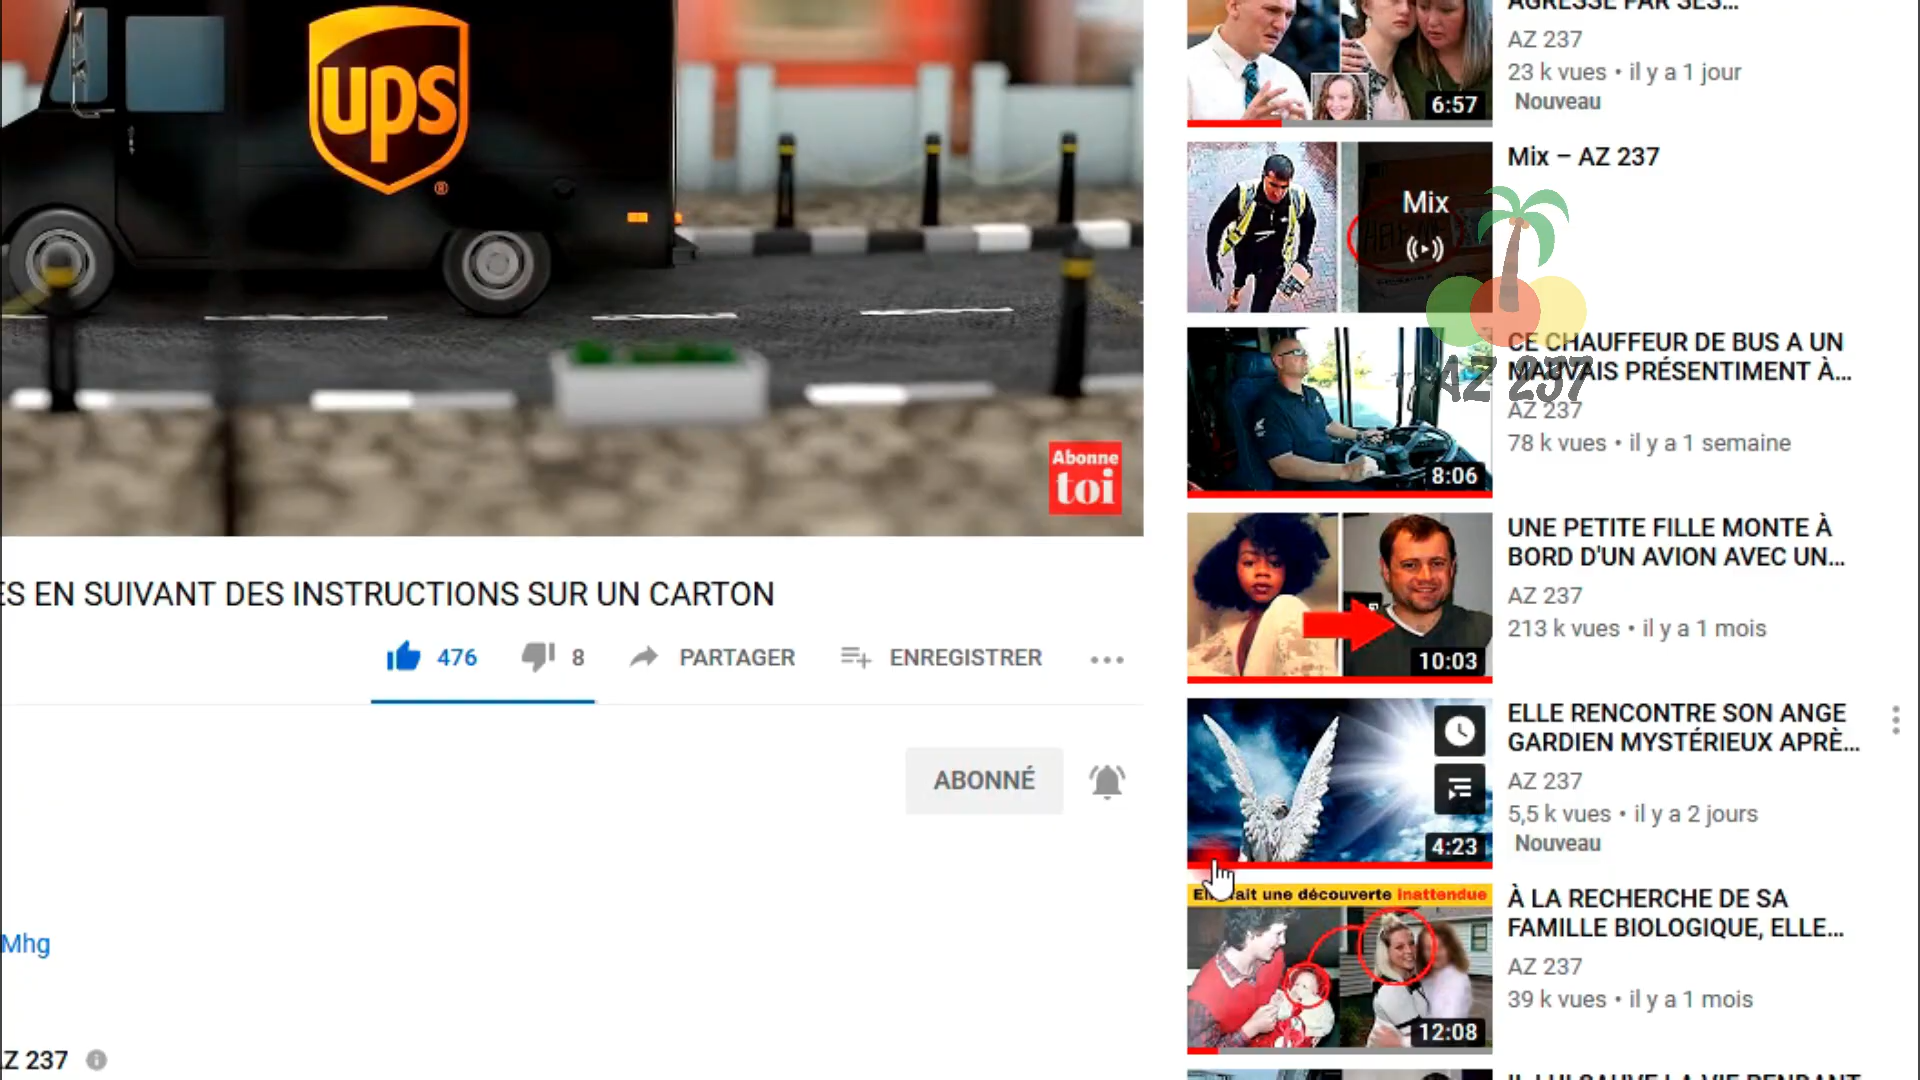 ups
®
Abonne
toi
ES EN SUIVANT DES INSTRUCTIONS SUR UN CARTON
476
8
PARTAGER
ENREGISTRER
ABONNÉ
Mhg
Z 237
6:57
AZ 237
23 k vues • il y a 1 jour
Nouveau
Mix
Mix – AZ 237
AZ 237
8:06
CE CHAUFFEUR DE BUS A UN
MAUVAIS PRÉSENTIMENT À...
AZ 237
78 k vues • il y a 1 semaine
10:03
UNE PETITE FILLE MONTE À
BORD D'UN AVION AVEC UN...
AZ 237
213 k vues • il y a 1 mois
4:23
ELLE RENCONTRE SON ANGE
GARDIEN MYSTÉRIEUX APRÈ...
AZ 237
5,5 k vues • il y a 2 jours
Nouveau
fait une découverte Inattendue
12:08
À LA RECHERCHE DE SA
FAMILLE BIOLOGIQUE, ELLE...
AZ 237
39 k vues • il y a 1 mois